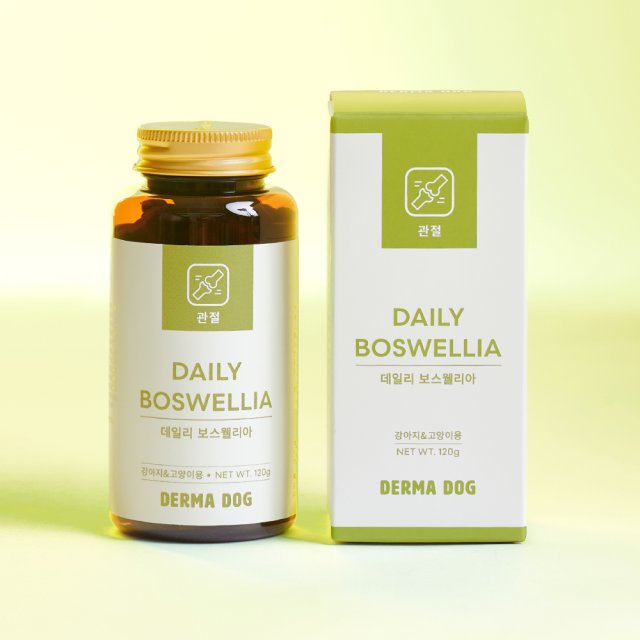 관절
DAILY
BOSWELLIA
데일리 보스웰리아
강아지&고양이용 • NET WT. 120g
DERMA DOG
DERMA DOG
관절
DAILY
BOSWELLIA
데일리 보스웰리아
강아지&고양이용
NET WT. 120g
DERMA DOG